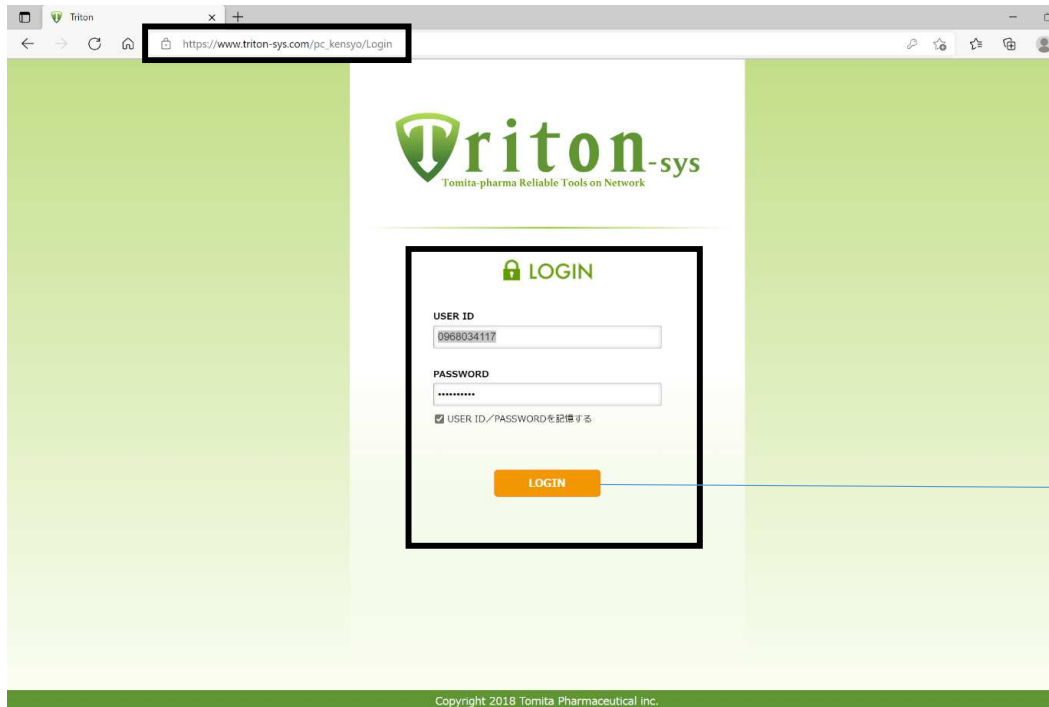 Triton
https://www.triton-sys.com/pc_kensyo/Login
Triton-sys
Tomita-pharma Reliable Tools on Network
LOGIN
USER ID
0968034117
PASSWORD
••••••••••
USER ID／PASSWORDを記憶する
LOGIN
Copyright 2018 Tomita Pharmaceutical inc.